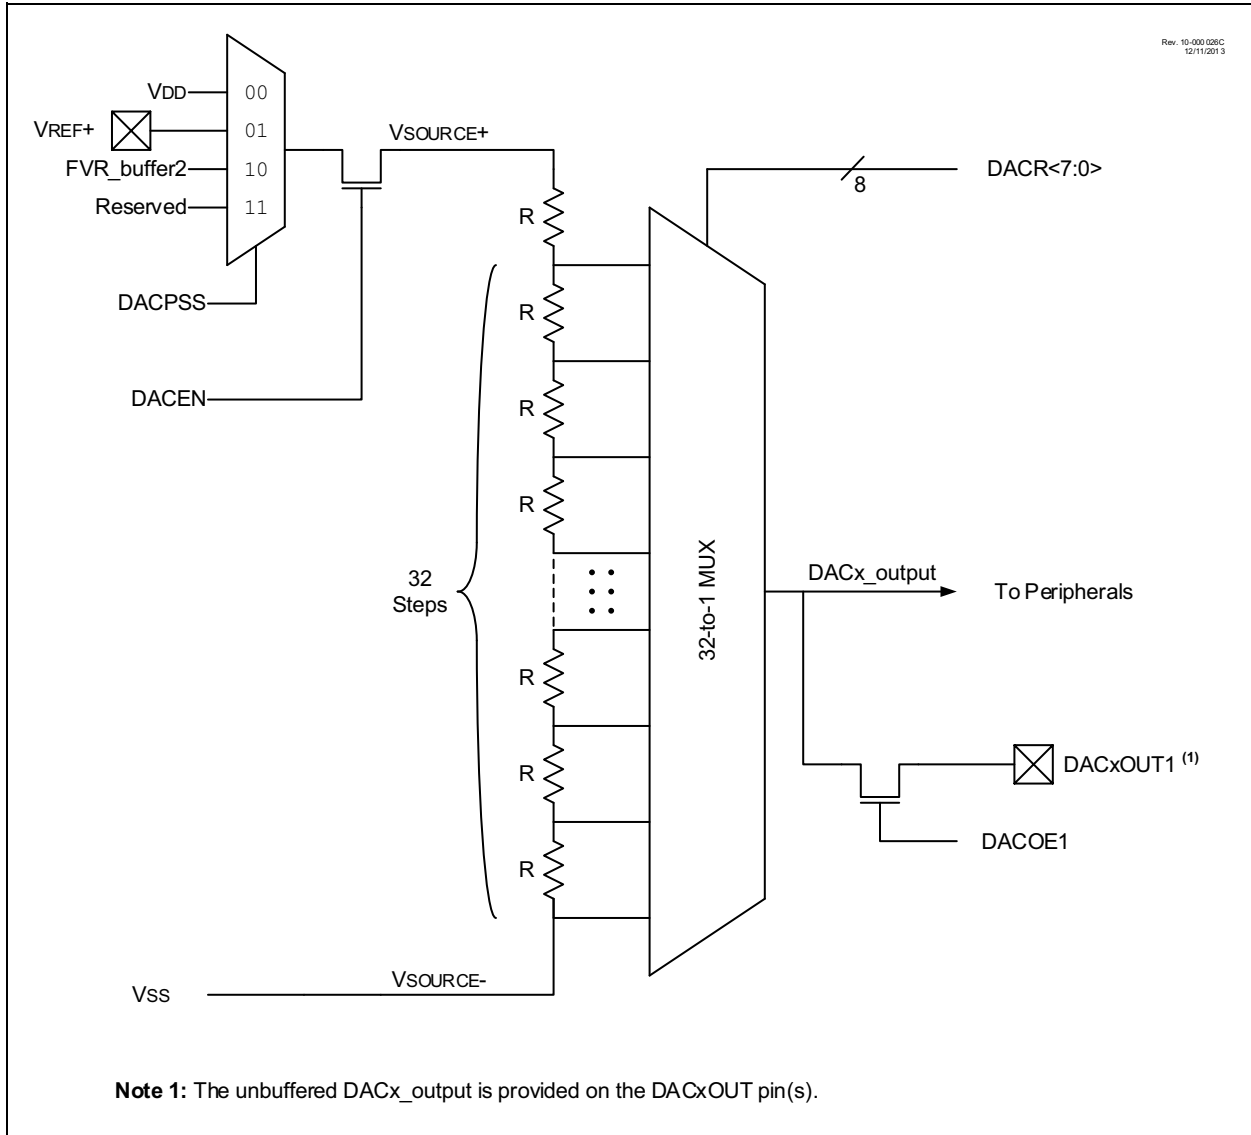 Rev. 10-000026C
12/11/2013
VDD
00
VREF+
01
FVR_buffer2
10
Reserved
11
VSOURCE+
DACR<7:0>
8
R
DACPSS
R
DACEN
R
R
32
Steps
32-to-1 MUX
DACx_output
To Peripherals
R
R
DACxOUT1 (1)
DACOE1
R
VSOURCE-
VSS
Note 1: The unbuffered DACx_output is provided on the DACxOUT pin(s).